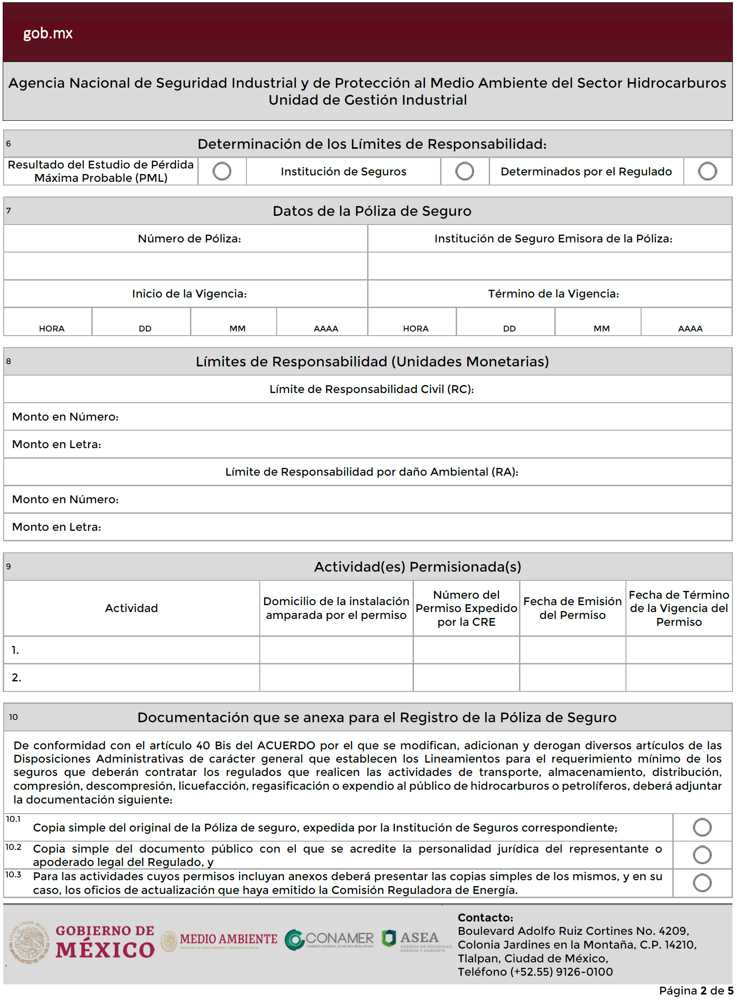 gob.mx
Agencia Nacional de Seguridad Industrial y de Protección al Medio Ambiente del Sector Hidrocarburos
Unidad de Gestión Industrial
6 Determinación de los Límites de Responsabilidad:
Resultado del Estudio de Pérdida
Máxima Probable (PML)
Institución de Seguros
Determinados por el Regulado
7 Datos de la Póliza de Seguro
Número de Póliza: Institución de Seguro Emisora de la Póliza:
Inicio de la Vigencia: Término de la Vigencia:
HORA DD MM AAAA HORA DD MM AAAA
8 Límites de Responsabilidad (Unidades Monetarias)
Límite de Responsabilidad Civil (RC):
Monto en Número:
Monto en Letra:
Límite de Responsabilidad por daño Ambiental (RA):
Monto en Número:
Monto en Letra:
9 Actividad(es) Permisionada(s)
Actividad
Domicilio de la instalación
amparada por el permiso
Número del
Permiso Expedido
por la CRE
Fecha de Emisión
del Permiso
Fecha de Término
de la Vigencia del
Permiso
1.
2.
10 Documentación que se anexa para el Registro de la Póliza de Seguro
De conformidad con el artículo 40 Bis del ACUERDO por el que se modifican, adicionan y derogan diversos artículos de las
Disposiciones Administrativas de carácter general que establecen los Lineamientos para el requerimiento mínimo de los
seguros que deberán contratar los regulados que realicen las actividades de transporte, almacenamiento, distribución,
compresión, descompresión, licuefacción, regasificación o expendio al público de hidrocarburos o petrolíferos, deberá adjuntar
la documentación siguiente:
10.1 Copia simple del original de la Póliza de seguro, expedida por la Institución de Seguros correspondiente;
10.2 Copia simple del documento público con el que se acredite la personalidad jurídica del representante o
apoderado legal del Regulado, y
10.3 Para las actividades cuyos permisos incluyan anexos deberá presentar las copias simples de los mismos, y en su
caso, los oficios de actualización que haya emitido la Comisión Reguladora de Energía.
ESTADOS UNIDOS MEXICANOS
GOBIERNO DE
MÉXICO
MEDIO AMBIENTE
SECRETARÍA DE MEDIO AMBIENTE Y RECURSOS NATURALES
CONAMER
COMISIÓN NACIONAL DE MEJORA REGULATORIA
ASEA
AGENCIA DE SEGURIDAD,
ENERGÍA Y AMBIENTE
Contacto:
Boulevard Adolfo Ruiz Cortines No. 4209,
Colonia Jardines en la Montaña, C.P. 14210,
Tlalpan, Ciudad de México,
Teléfono (+52.55) 9126-0100
Página 2 de 5